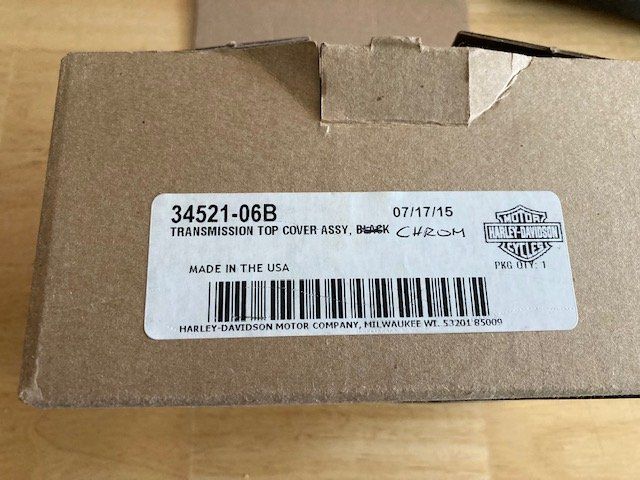 34521-06B 07/17/15
TRANSMISSION TOP COVER ASSY, BLACK CHROM
MOTOR
HARLEY-DAVIDSON
CYCLES
PKG QTY: 1
MADE IN THE USA
HARLEY-DAVIDSON MOTOR COMPANY, MILWAUKEE WI. 53201 85009